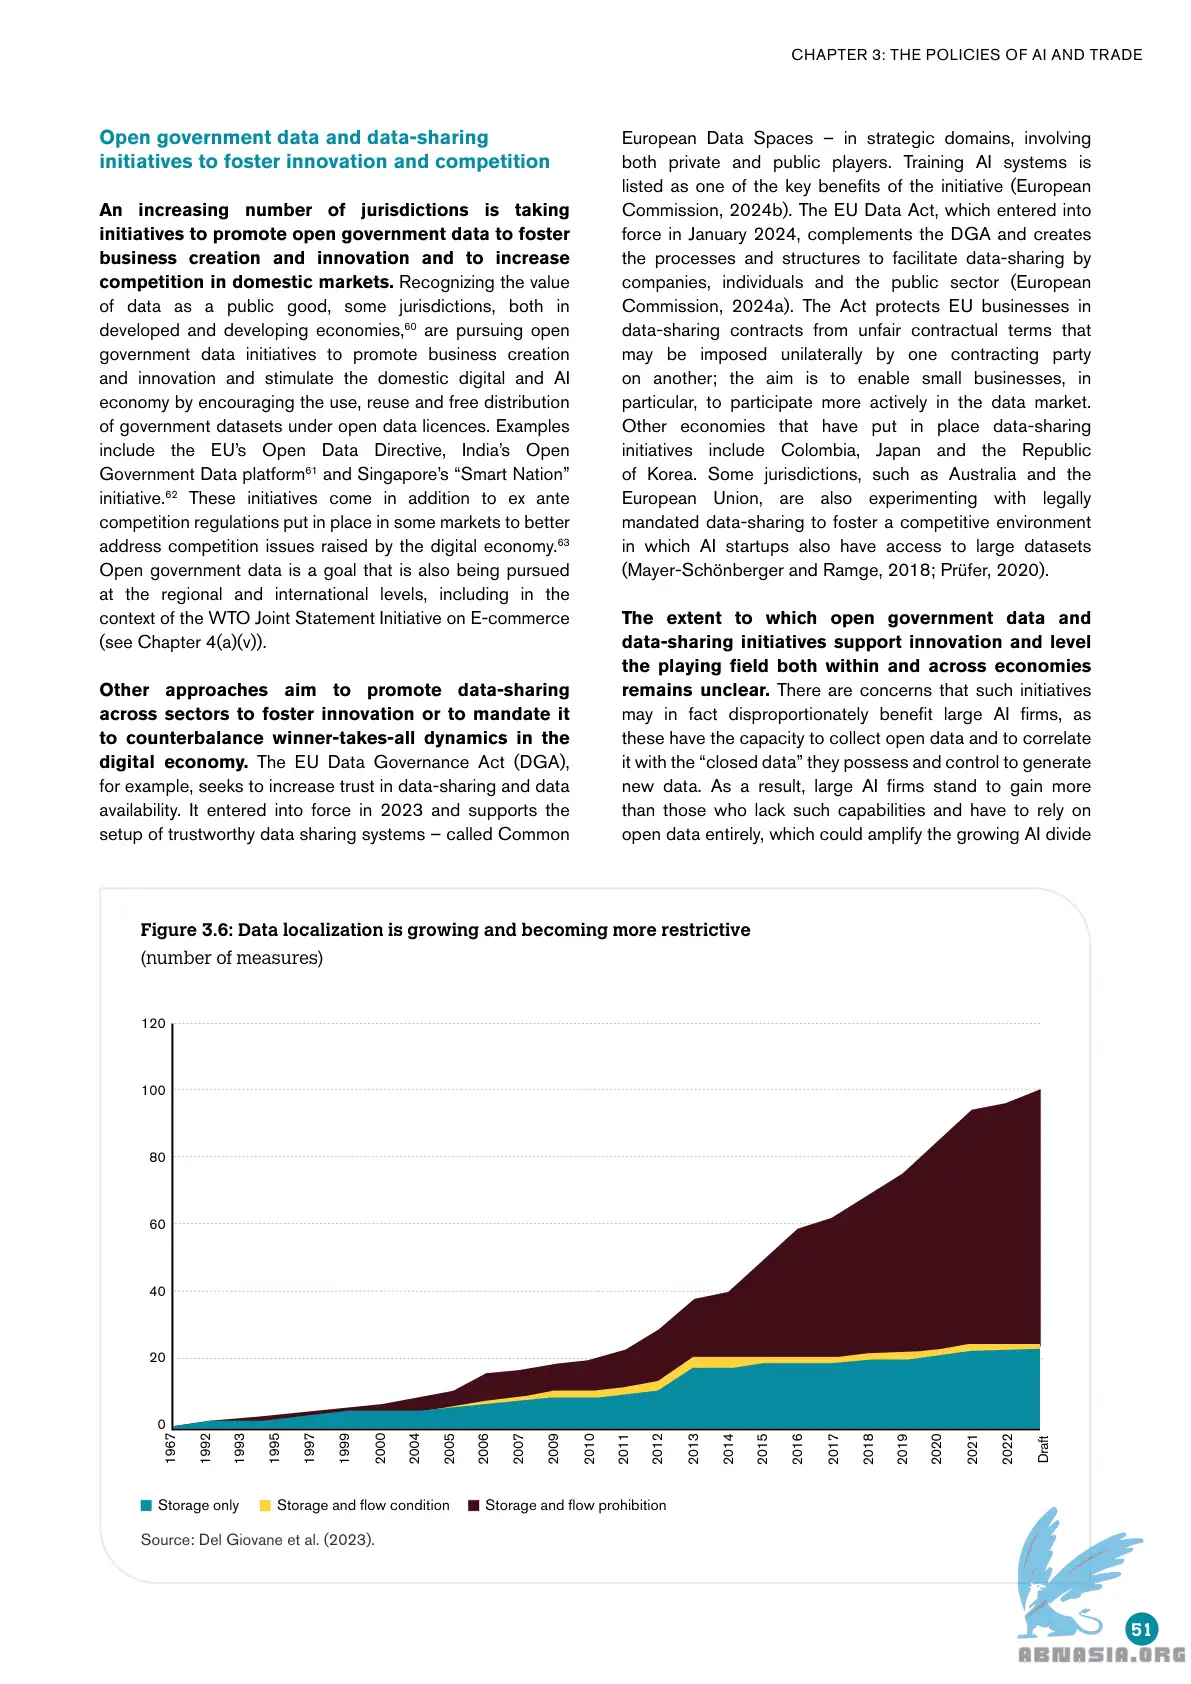 CHAPTER 3: THE POLICIES OF AI AND TRADE
Open government data and data-sharing
initiatives to foster innovation and competition
An increasing number of jurisdictions is taking
initiatives to promote open government data to foster
business creation and innovation and to increase
competition in domestic markets. Recognizing the value
of data as a public good, some jurisdictions, both in
developed and developing economies,60 are pursuing open
government data initiatives to promote business creation
and innovation and stimulate the domestic digital and AI
economy by encouraging the use, reuse and free distribution
of government datasets under open data licences. Examples
include the EU's Open Data Directive, India's Open
Government Data platform61 and Singapore's “Smart Nation”
initiative.62 These initiatives come in addition to ex ante
competition regulations put in place in some markets to better
address competition issues raised by the digital economy.63
Open government data is a goal that is also being pursued
at the regional and international levels, including in the
context of the WTO Joint Statement Initiative on E-commerce
(see Chapter 4(a)(v)).
Other approaches aim to promote data-sharing
across sectors to foster innovation or to mandate it
to counterbalance winner-takes-all dynamics in the
digital economy. The EU Data Governance Act (DGA),
for example, seeks to increase trust in data-sharing and data
availability. It entered into force in 2023 and supports the
setup of trustworthy data sharing systems – called Common
European Data Spaces – in strategic domains, involving
both private and public players. Training AI systems is
listed as one of the key benefits of the initiative (European
Commission, 2024b). The EU Data Act, which entered into
force in January 2024, complements the DGA and creates
the processes and structures to facilitate data-sharing by
companies, individuals and the public sector (European
Commission, 2024a). The Act protects EU businesses in
data-sharing contracts from unfair contractual terms that
may be imposed unilaterally by one contracting party
on another; the aim is to enable small businesses, in
particular, to participate more actively in the data market.
Other economies that have put in place data-sharing
initiatives include Colombia, Japan and the Republic
of Korea. Some jurisdictions, such as Australia and the
European Union, are also experimenting with legally
mandated data-sharing to foster a competitive environment
in which AI startups also have access to large datasets
(Mayer-Schönberger and Ramge, 2018; Prüfer, 2020).
The extent to which open government data and
data-sharing initiatives support innovation and level
the playing field both within and across economies
remains unclear. There are concerns that such initiatives
may in fact disproportionately benefit large AI firms, as
these have the capacity to collect open data and to correlate
it with the “closed data” they possess and control to generate
new data. As a result, large AI firms stand to gain more
than those who lack such capabilities and have to rely on
open data entirely, which could amplify the growing AI divide
Figure 3.6: Data localization is growing and becoming more restrictive
(number of measures)
120
100
80
60
40
20
0
1967
1992
1993
1995
1997
1999
2000
2004
2005
2006
2007
2009
2010
2011
2012
2013
2014
2015
2016
2017
2018
2019
2020
2021
2022
Draft
Storage only Storage and flow condition Storage and flow prohibition
Source: Del Giovane et al. (2023).
51
ABNASIA.ORG